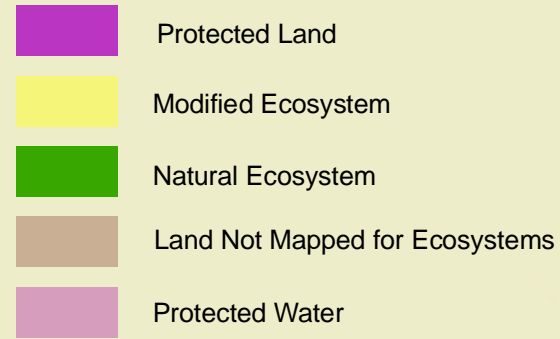 Protected Land
Modified Ecosystem
Natural Ecosystem
Land Not Mapped for Ecosystems
Protected Water